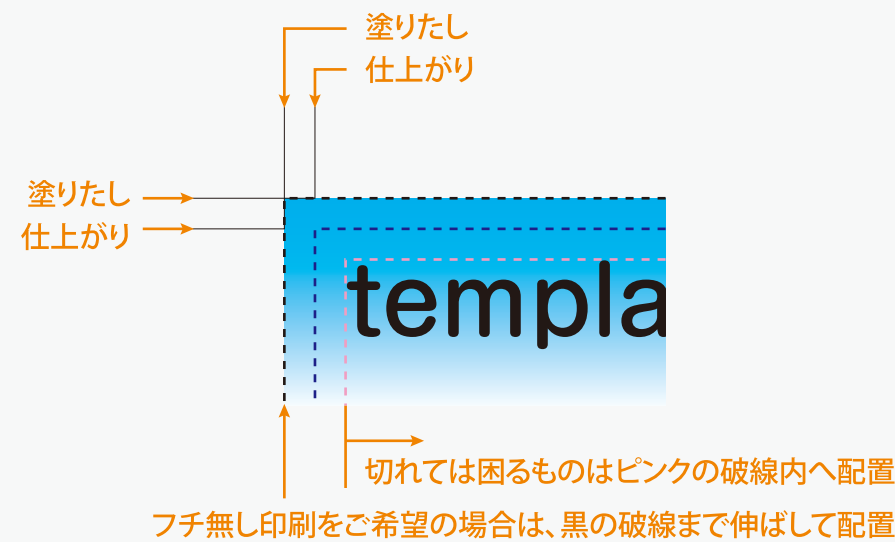 塗りたし
仕上がり
塗りたし
仕上がり
templa
切れては困るものはピンクの破線内へ配置
フチ無し印刷をご希望の場合は、黒の破線まで伸ばして配置